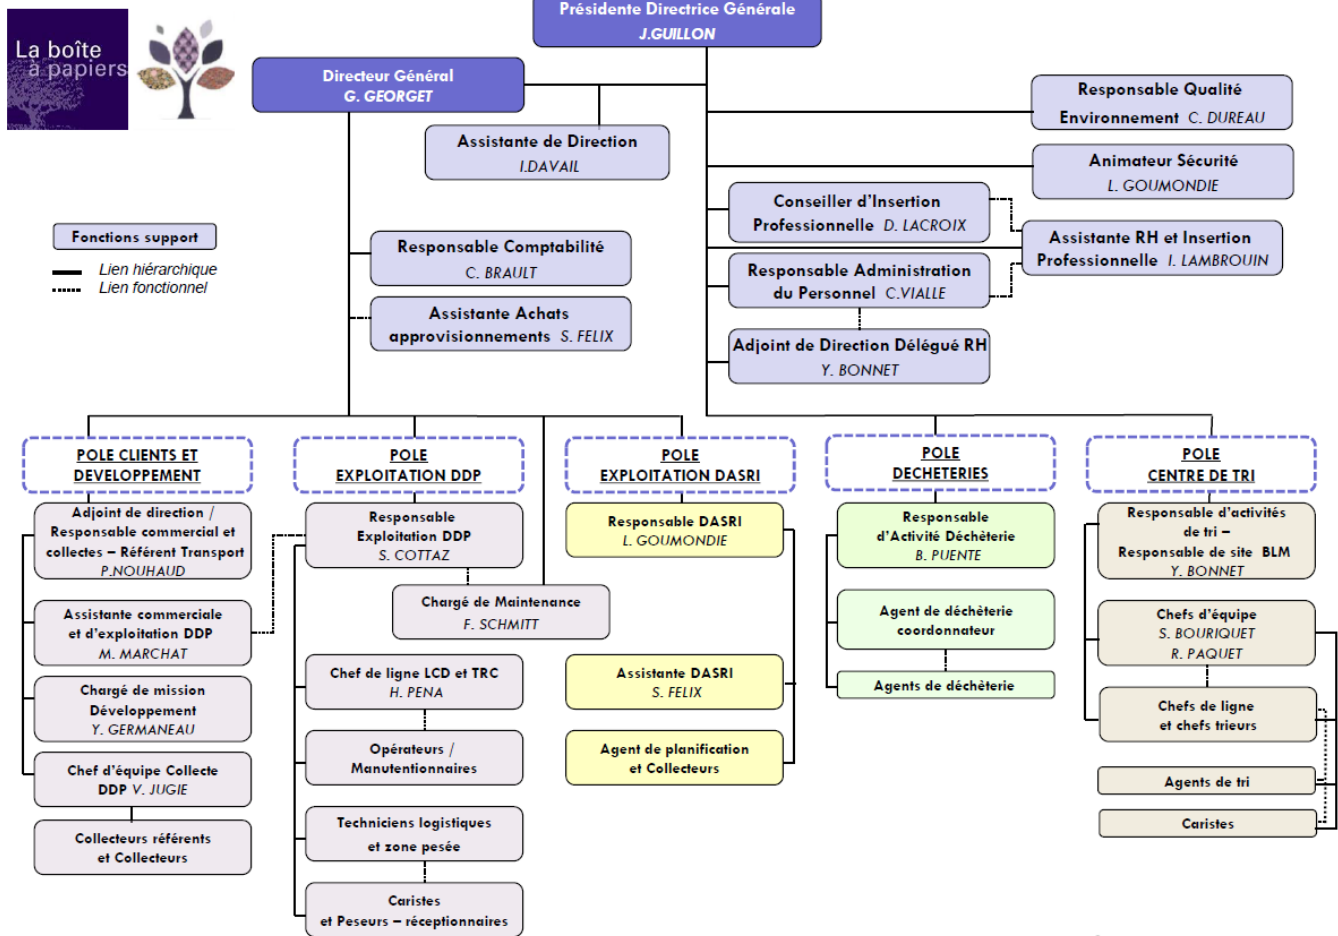 Présidente Directrice Générale
J.GUILLON
La boîte
à papiers
Directeur Général
G. GEORGET
Responsable Qualité
Environnement C. DUREAU
Assistante de Direction
I.DAVAIL
Animateur Sécurité
L. GOUMONDIE
Conseiller d'Insertion
Professionnelle D. LACROIX
Fonctions support
Lien hiérarchique
Lien fonctionnel
Responsable Comptabilité
C. BRAULT
Assistante RH et Insertion
Professionnelle I. LAMBROUIN
Responsable Administration
du Personnel C.VIALLE
Assistante Achats
approvisionnements S. FELIX
Adjoint de Direction Délégué RH
Y. BONNET
POLE CLIENTS ET
DEVELOPPEMENT
POLE
EXPLOITATION DDP
POLE
EXPLOITATION DASRI
POLE
DECHETERIES
POLE
CENTRE DE TRI
Adjoint de direction /
Responsable commercial et
collectes – Référent Transport
P.NOUHAUD
Assistante commerciale
et d'exploitation DDP
M. MARCHAT
Chargé de mission
Développement
Y. GERMANEAU
Chef d'équipe Collecte
DDP V. JUGIE
Collecteurs référents
et Collecteurs
Responsable
Exploitation DDP
S. COTTAZ
Chargé de Maintenance
F. SCHMITT
Chef de ligne LCD et TRC
H. PENA
Opérateurs /
Manutentionnaires
Techniciens logistiques
et zone pesée
Caristes
et Peseurs – réceptionnaires
Responsable DASRI
L. GOUMONDIE
Assistante DASRI
S. FELIX
Agent de planification
et Collecteurs
Responsable
d'Activité Déchèterie
B. PUENTE
Agent de déchèterie
coordonnateur
Agents de déchèterie
Responsable d'activités
de tri –
Responsable de site BLM
Y. BONNET
Chefs d'équipe
S. BOURIQUET
R. PAQUET
Chefs de ligne
et chefs trieurs
Agents de tri
Caristes